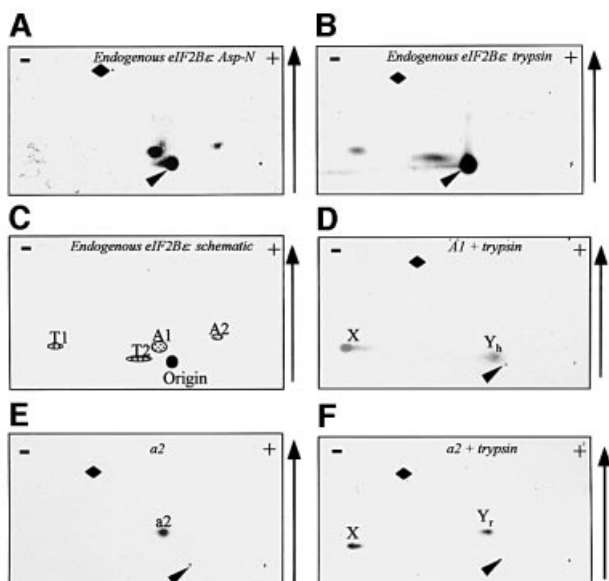 A
- Endogenous eIF2Bε: Asp-N +
B
- Endogenous eIF2Bε: trypsin +
C
- Endogenous eIF2Bε: schematic +
T1 T2 A1 A2
Origin
D
- A1 + trypsin +
X Yh
E
- a2 +
a2
F
- a2 + trypsin +
X Yr